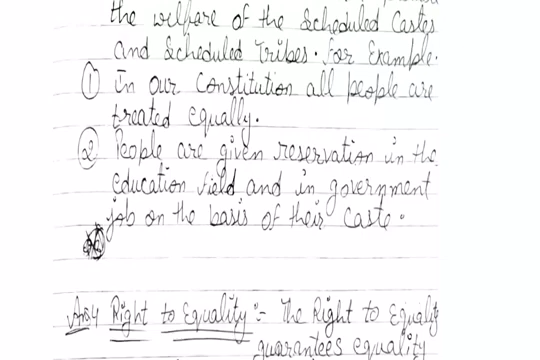 the welfare of the Scheduled Castes
and Scheduled Tribes. For Example.
① In our Constitution all people are
treated equally.
② People are given reservation in the
education field and in government
job on the basis of their caste.
Ans4 Right to Equality :- The Right to Equality
guarantees equality